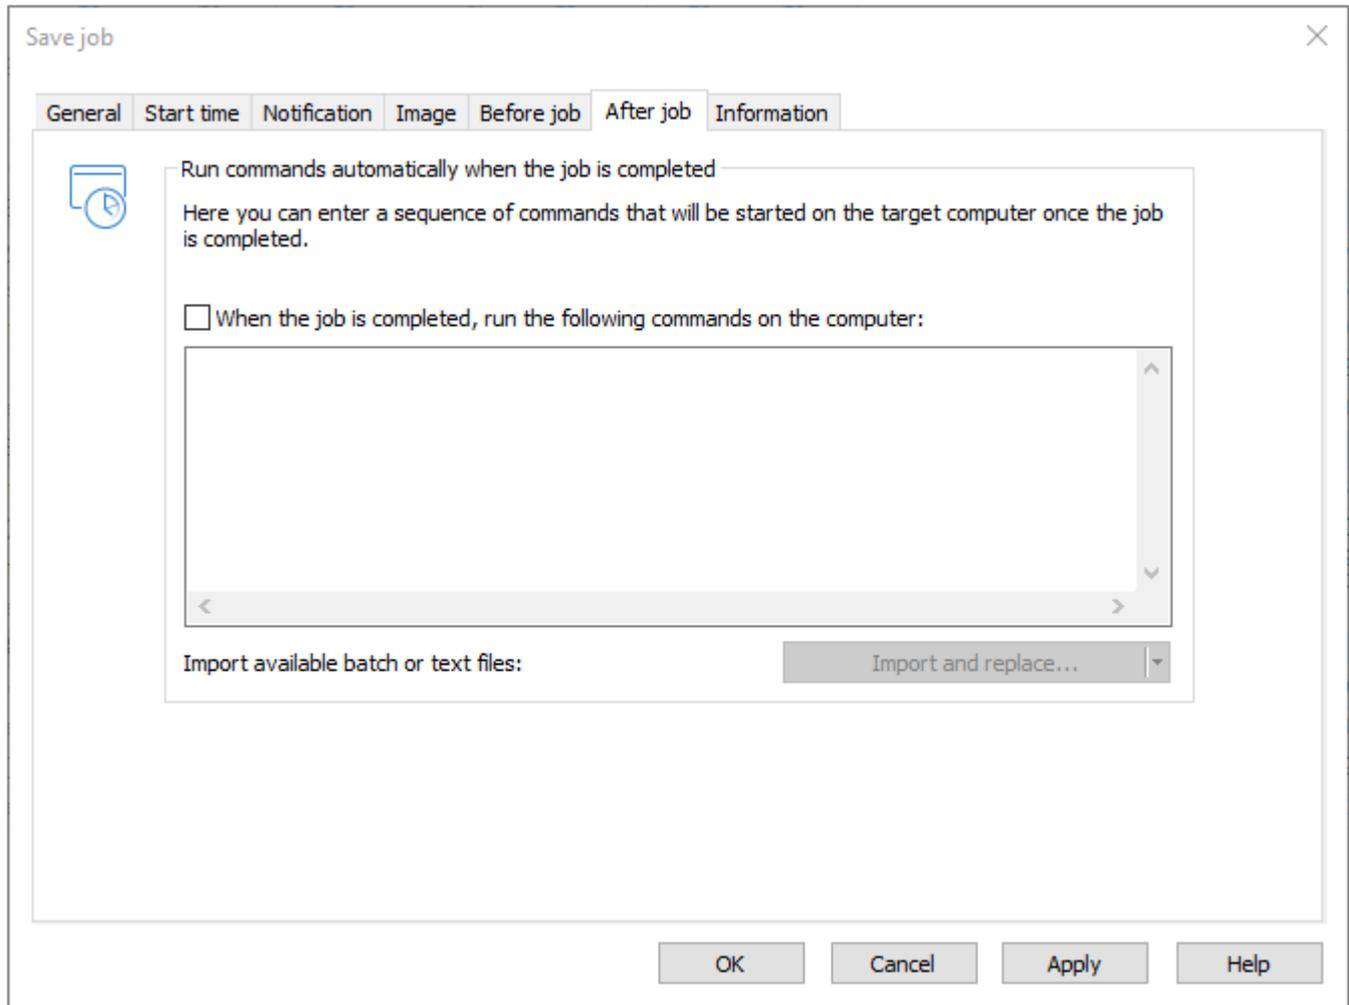 Save job
General Start time Notification Image Before job After job Information
Run commands automatically when the job is completed
Here you can enter a sequence of commands that will be started on the target computer once the job
is completed.
When the job is completed, run the following commands on the computer:
Import available batch or text files: Import and replace...
OK Cancel Apply Help